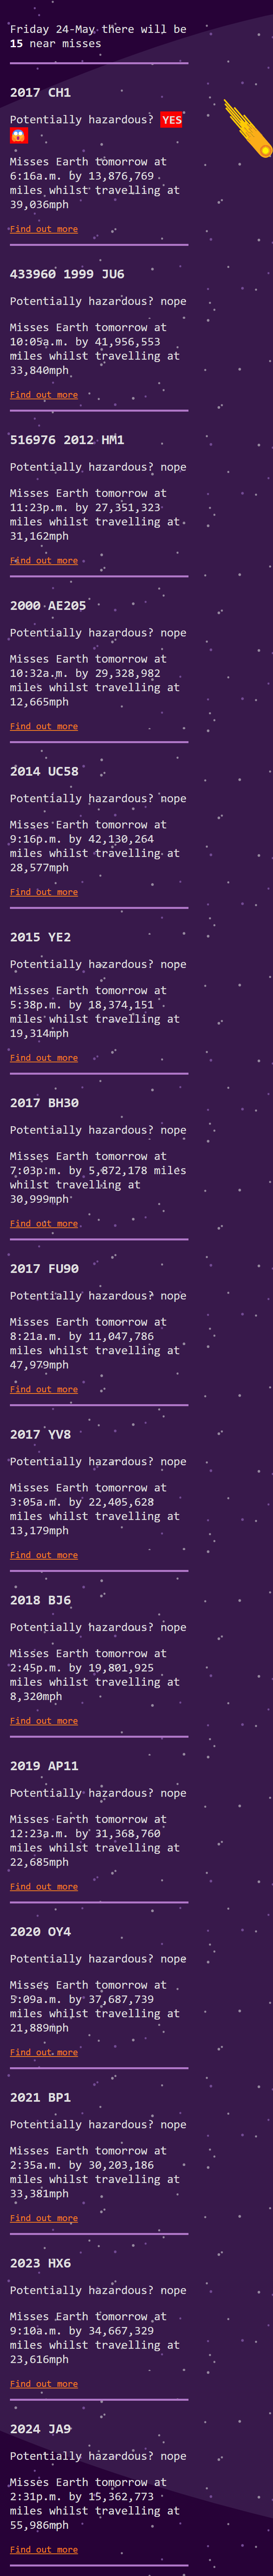 Friday 24-May there will be
15 near misses
2017 CH1
Potentially hazardous? YES
😱
Misses Earth tomorrow at
6:16a.m. by 13,876,769
miles whilst travelling at
39,036mph
Find out more
433960 1999 JU6
Potentially hazardous? nope
Misses Earth tomorrow at
10:05a.m. by 41,956,553
miles whilst travelling at
33,840mph
Find out more
516976 2012 HM1
Potentially hazardous? nope
Misses Earth tomorrow at
11:23p.m. by 27,351,323
miles whilst travelling at
31,162mph
Find out more
2000 AE205
Potentially hazardous? nope
Misses Earth tomorrow at
10:32a.m. by 29,328,982
miles whilst travelling at
12,665mph
Find out more
2014 UC58
Potentially hazardous? nope
Misses Earth tomorrow at
9:16p.m. by 42,130,264
miles whilst travelling at
28,577mph
Find out more
2015 YE2
Potentially hazardous? nope
Misses Earth tomorrow at
5:38p.m. by 18,374,151
miles whilst travelling at
19,314mph
Find out more
2017 BH30
Potentially hazardous? nope
Misses Earth tomorrow at
7:03p.m. by 5,872,178 miles
whilst travelling at
30,999mph
Find out more
2017 FU90
Potentially hazardous? nope
Misses Earth tomorrow at
8:21a.m. by 11,047,786
miles whilst travelling at
47,979mph
Find out more
2017 YV8
Potentially hazardous? nope
Misses Earth tomorrow at
3:05a.m. by 22,405,628
miles whilst travelling at
13,179mph
Find out more
2018 BJ6
Potentially hazardous? nope
Misses Earth tomorrow at
2:45p.m. by 19,801,925
miles whilst travelling at
8,320mph
Find out more
2019 AP11
Potentially hazardous? nope
Misses Earth tomorrow at
12:23a.m. by 31,368,760
miles whilst travelling at
22,685mph
Find out more
2020 OY4
Potentially hazardous? nope
Misses Earth tomorrow at
5:09a.m. by 37,687,739
miles whilst travelling at
21,889mph
Find out more
2021 BP1
Potentially hazardous? nope
Misses Earth tomorrow at
2:35a.m. by 30,203,186
miles whilst travelling at
33,381mph
Find out more
2023 HX6
Potentially hazardous? nope
Misses Earth tomorrow at
9:10a.m. by 34,667,329
miles whilst travelling at
23,616mph
Find out more
2024 JA9
Potentially hazardous? nope
Misses Earth tomorrow at
2:31p.m. by 15,362,773
miles whilst travelling at
55,986mph
Find out more